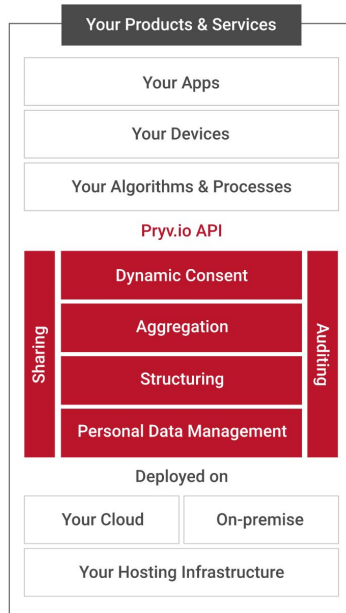 Your Products & Services
Your Apps
Your Devices
Your Algorithms & Processes
Pryv.io API
Sharing
Dynamic Consent
Aggregation
Structuring
Personal Data Management
Auditing
Deployed on
Your Cloud
On-premise
Your Hosting Infrastructure